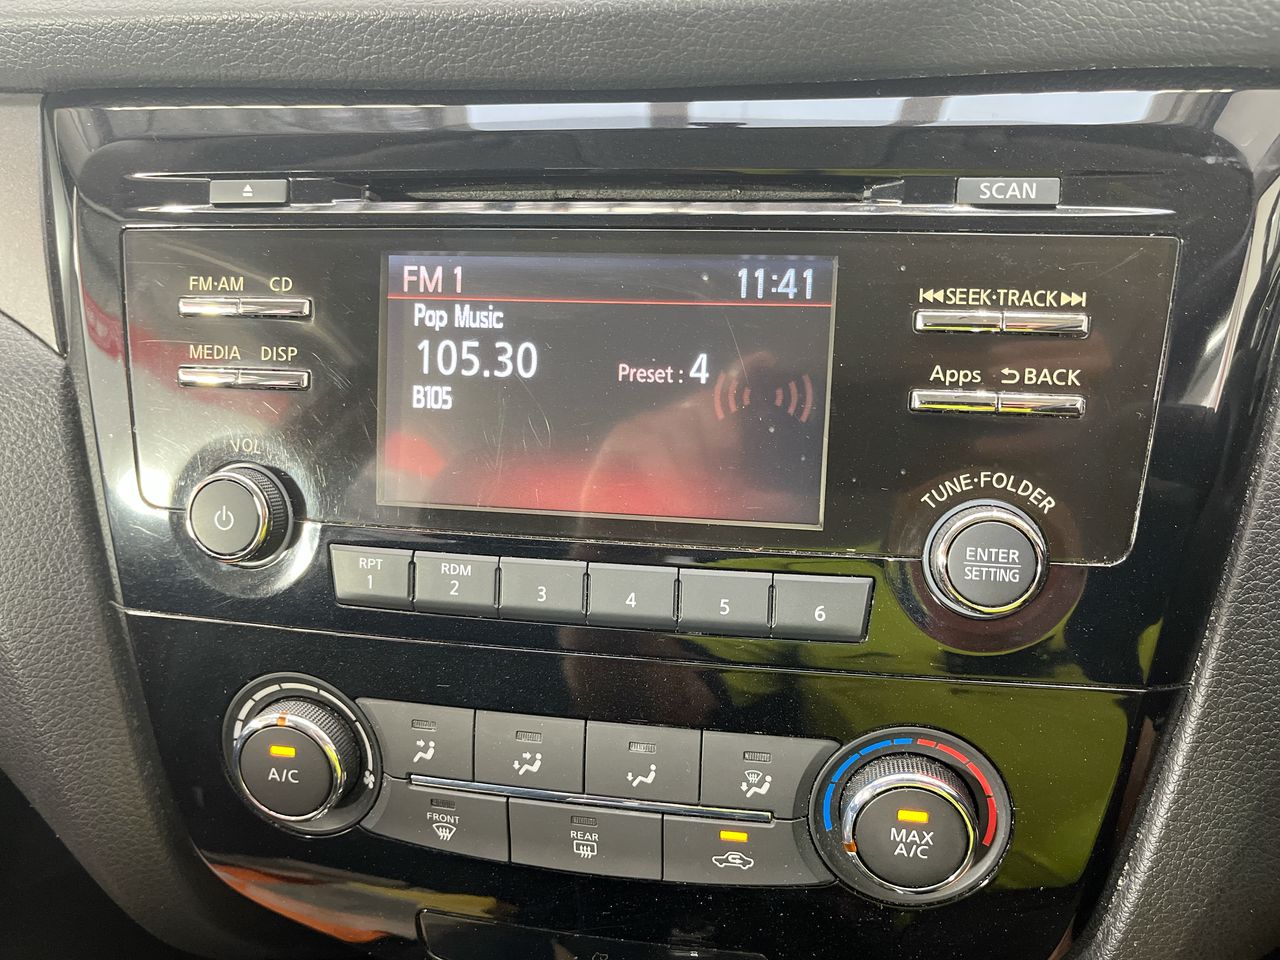 SCAN
FM·AM CD
FM 1 11:41
SEEK·TRACK
Pop Music
MEDIA DISP
105.30 Preset : 4
Apps BACK
B105
VOL
TUNE·FOLDER
ENTER
SETTING
RPT
1
RDM
2
3
4
5
6
A/C
FRONT
REAR
MAX
A/C